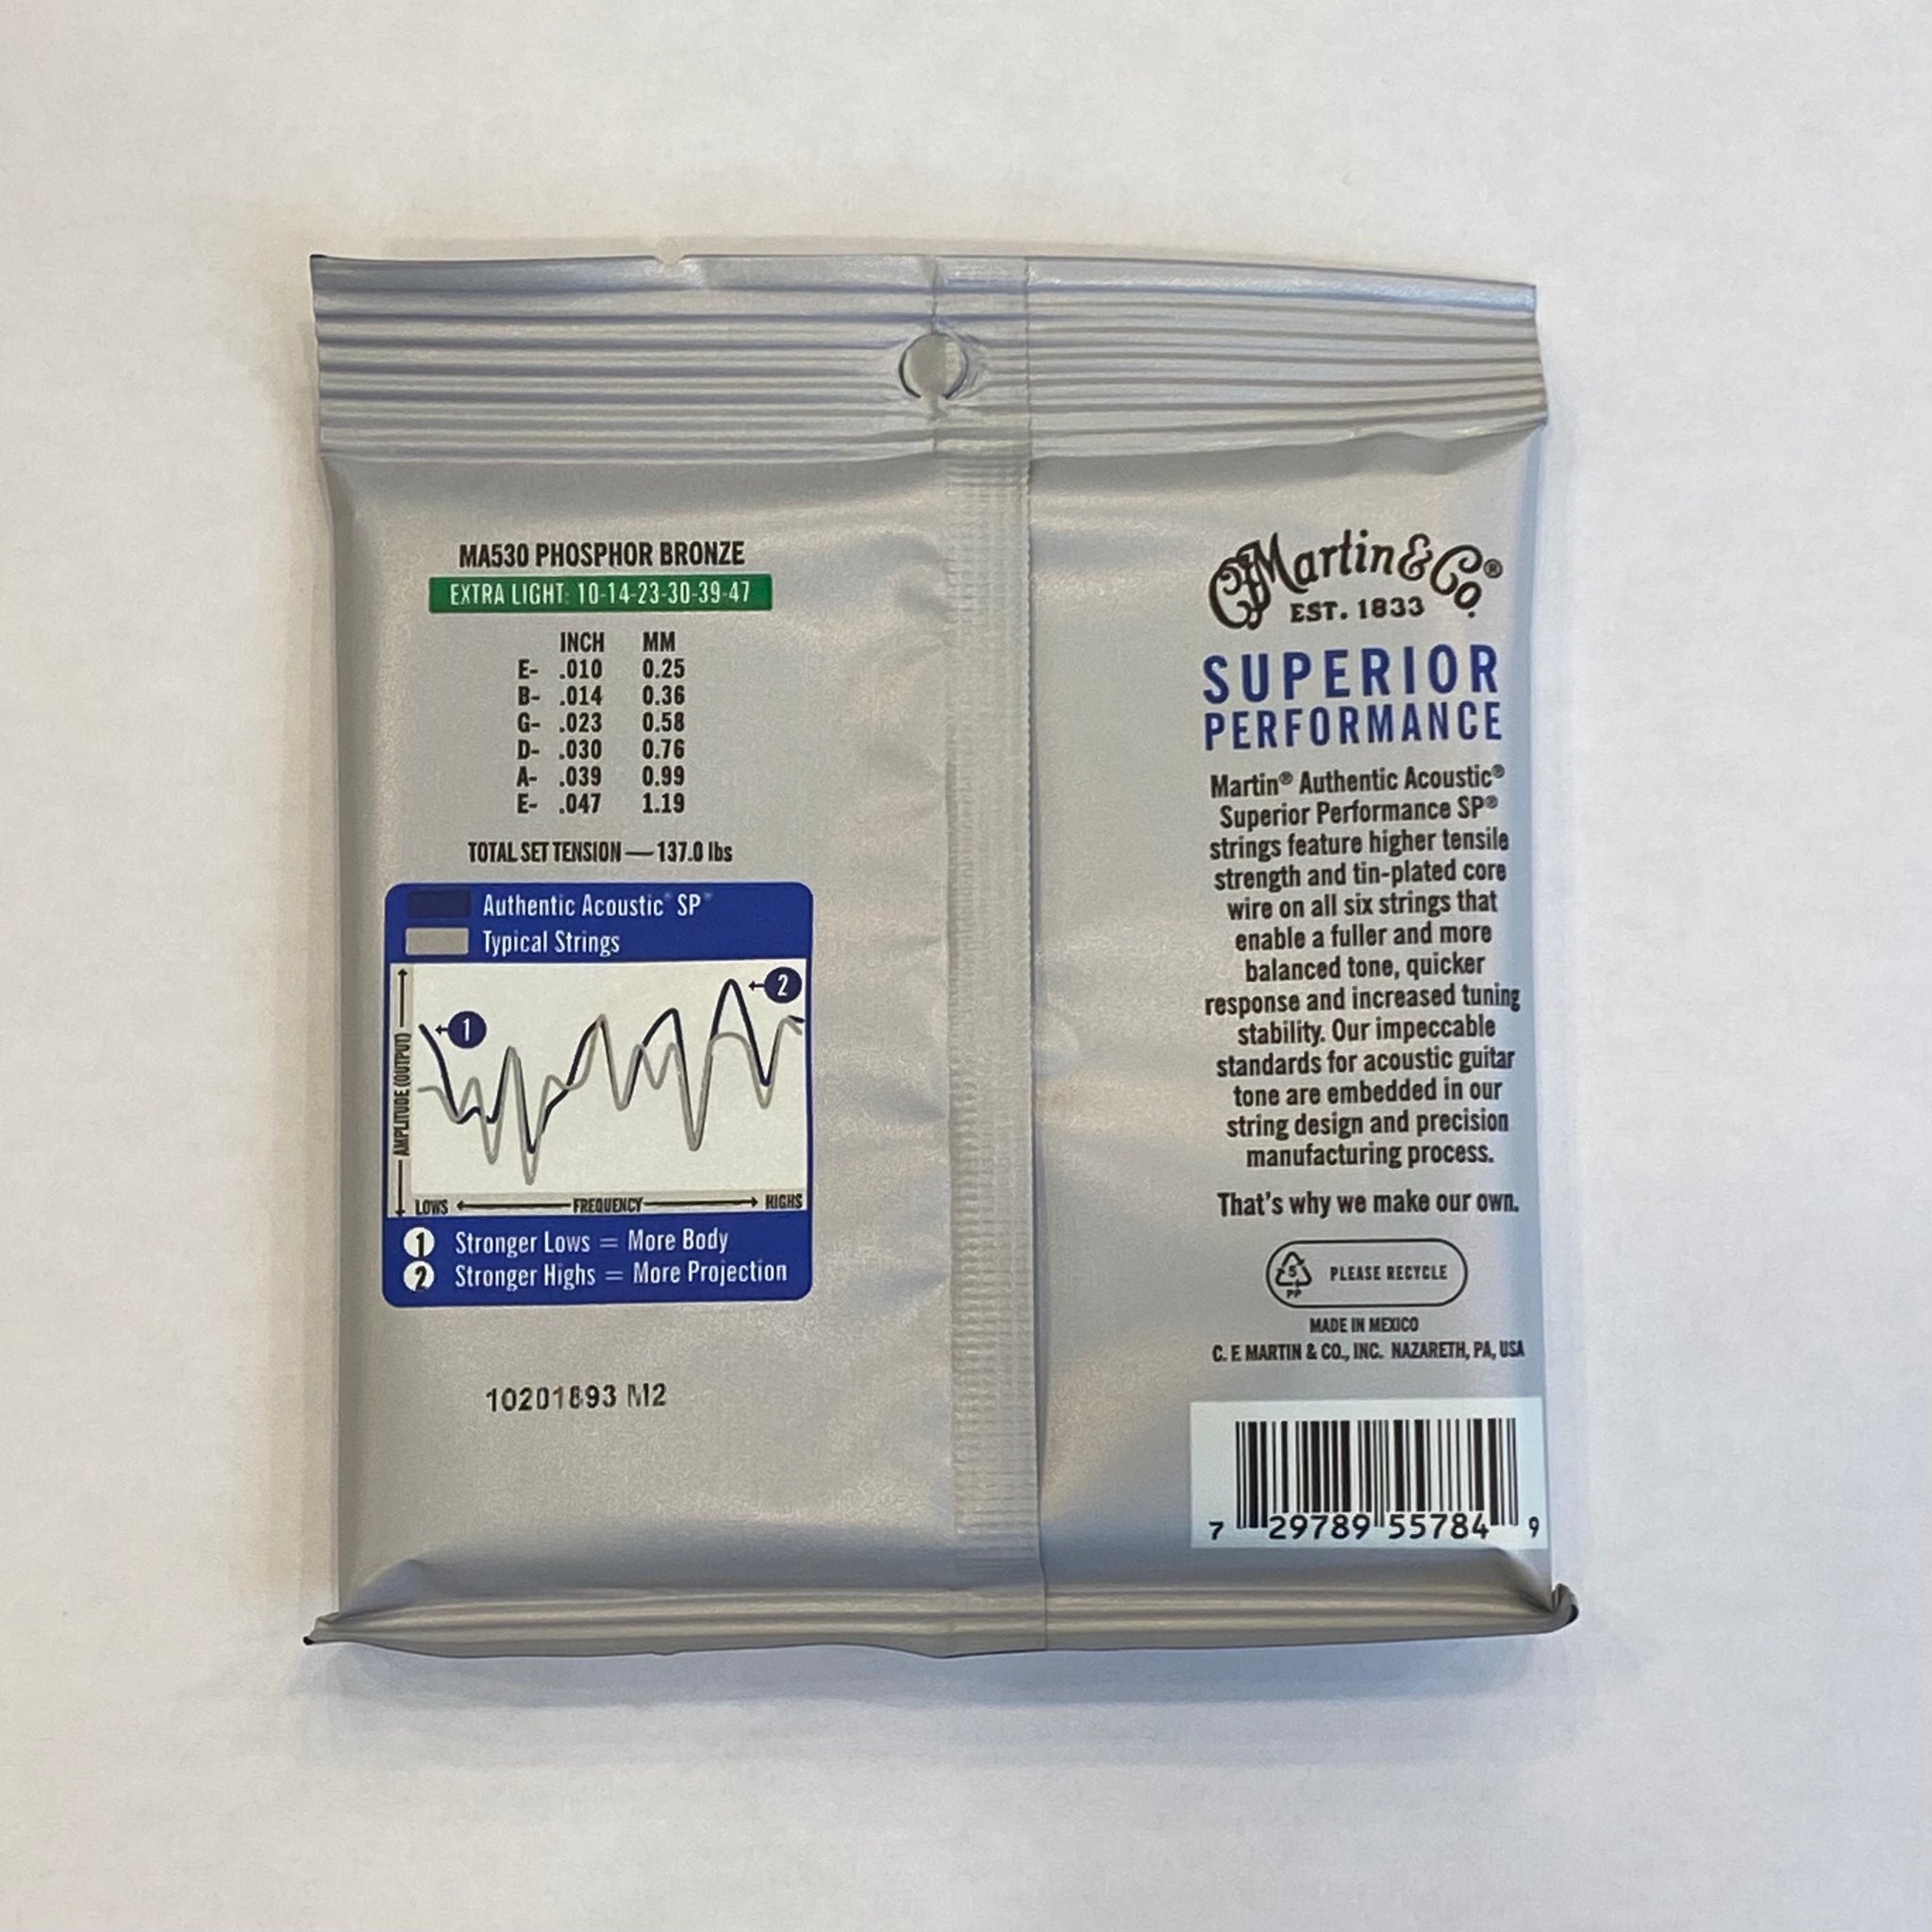 MA530 PHOSPHOR BRONZE
EXTRA LIGHT: 10-14-23-30-39-47
INCH MM
E- .010 0.25
B- .014 0.36
G- .023 0.58
D- .030 0.76
A- .039 0.99
E- .047 1.19
TOTAL SET TENSION — 137.0 lbs
Authentic Acoustic® SP™
Typical Strings
1
2
AMPLITUDE (OUTPUT)
LOWS FREQUENCY HIGHS
1 Stronger Lows = More Body
2 Stronger Highs = More Projection
10201893 M2
CF Martin & Co.®
EST. 1833
SUPERIOR
PERFORMANCE
Martin® Authentic Acoustic®
Superior Performance SP®
strings feature higher tensile
strength and tin-plated core
wire on all six strings that
enable a fuller and more
balanced tone, quicker
response and increased tuning
stability. Our impeccable
standards for acoustic guitar
tone are embedded in our
string design and precision
manufacturing process.
That's why we make our own.
5
PP
PLEASE RECYCLE
MADE IN MEXICO
C. F. MARTIN & CO., INC. NAZARETH, PA, USA
7 29789 55784 9